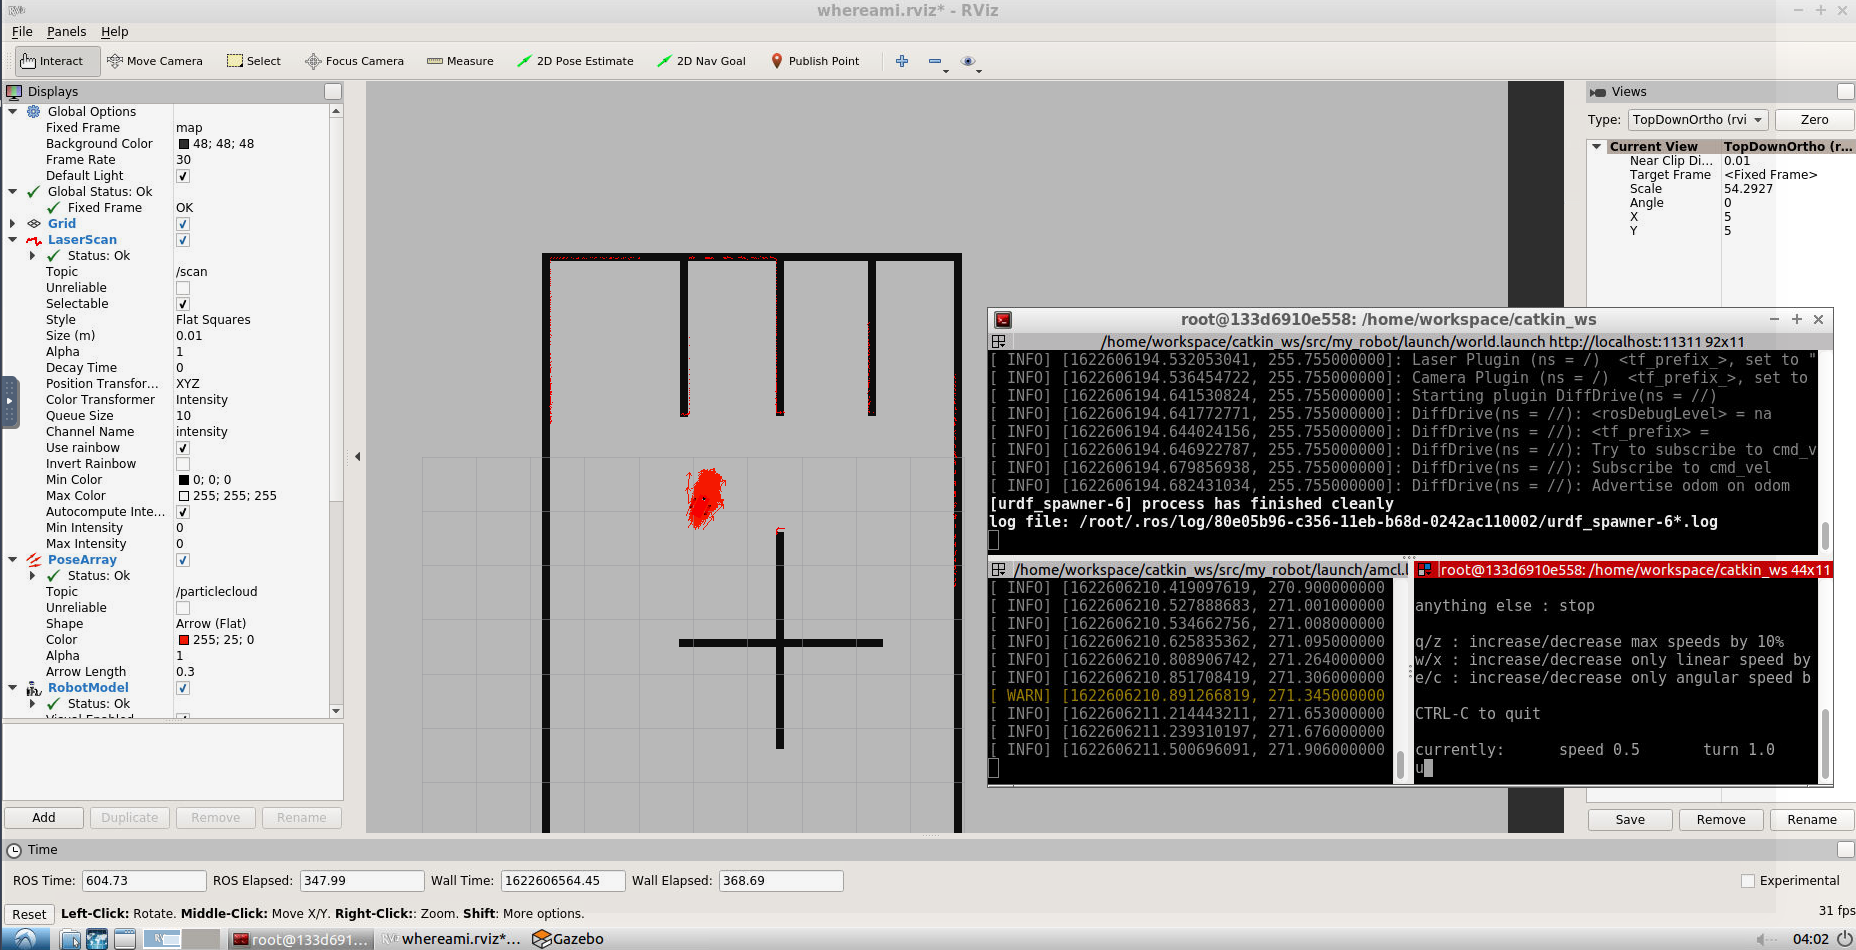 whereami.rviz* - RViz
File Panels Help
Interact Move Camera Select Focus Camera Measure 2D Pose Estimate 2D Nav Goal Publish Point
Displays
Global Options
Fixed Frame map
Background Color 48; 48; 48
Frame Rate 30
Default Light
Global Status: Ok
Fixed Frame OK
Grid
LaserScan
Status: Ok
Topic /scan
Unreliable
Selectable
Style Flat Squares
Size (m) 0.01
Alpha 1
Decay Time 0
Position Transfor... XYZ
Color Transformer Intensity
Queue Size 10
Channel Name intensity
Use rainbow
Invert Rainbow
Min Color 0; 0; 0
Max Color 255; 255; 255
Autocompute Inte...
Min Intensity 0
Max Intensity 0
PoseArray
Status: Ok
Topic /particlecloud
Unreliable
Shape Arrow (Flat)
Color 255; 25; 0
Alpha 1
Arrow Length 0.3
RobotModel
Status: Ok
Add Duplicate Remove Rename
Views
Type: TopDownOrtho (rvi Zero
Current View TopDownOrtho (r...
Near Clip Di... 0.01
Target Frame <Fixed Frame>
Scale 54.2927
Angle 0
X 5
Y 5
root@133d6910e558: /home/workspace/catkin_ws
/home/workspace/catkin_ws/src/my_robot/launch/world.launch http://localhost:11311 92x11
[ INFO] [1622606194.532053041, 255.755000000]: Laser Plugin (ns = /) <tf_prefix_>, set to "
[ INFO] [1622606194.536454722, 255.755000000]: Camera Plugin (ns = /) <tf_prefix_>, set to
[ INFO] [1622606194.641530824, 255.755000000]: Starting plugin DiffDrive(ns = //)
[ INFO] [1622606194.641772771, 255.755000000]: DiffDrive(ns = //): <rosDebugLevel> = na
[ INFO] [1622606194.644024156, 255.755000000]: DiffDrive(ns = //): <tf_prefix> =
[ INFO] [1622606194.646922787, 255.755000000]: DiffDrive(ns = //): Try to subscribe to cmd_v
[ INFO] [1622606194.679856938, 255.755000000]: DiffDrive(ns = //): Subscribe to cmd_vel
[ INFO] [1622606194.682431034, 255.755000000]: DiffDrive(ns = //): Advertise odom on odom
[urdf_spawner-6] process has finished cleanly
log file: /root/.ros/log/80e05b96-c356-11eb-b68d-0242ac110002/urdf_spawner-6*.log
/home/workspace/catkin_ws/src/my_robot/launch/amcl.l
[ INFO] [1622606210.419097619, 270.900000000
[ INFO] [1622606210.527888683, 271.001000000
[ INFO] [1622606210.534662756, 271.008000000
[ INFO] [1622606210.625835362, 271.095000000
[ INFO] [1622606210.808906742, 271.264000000
[ INFO] [1622606210.851708419, 271.306000000
[ WARN] [1622606210.891266819, 271.345000000
[ INFO] [1622606211.214443211, 271.653000000
[ INFO] [1622606211.239310197, 271.676000000
[ INFO] [1622606211.500696091, 271.906000000
root@133d6910e558: /home/workspace/catkin_ws 44x11
anything else : stop
q/z : increase/decrease max speeds by 10%
w/x : increase/decrease only linear speed by
e/c : increase/decrease only angular speed b
CTRL-C to quit
currently: speed 0.5 turn 1.0
u
Save Remove Rename
Time
ROS Time: 604.73 ROS Elapsed: 347.99 Wall Time: 1622606564.45 Wall Elapsed: 368.69 Experimental
Reset Left-Click: Rotate. Middle-Click: Move X/Y. Right-Click:: Zoom. Shift: More options. 31 fps
root@133d691... whereami.rviz*... Gazebo 04:02